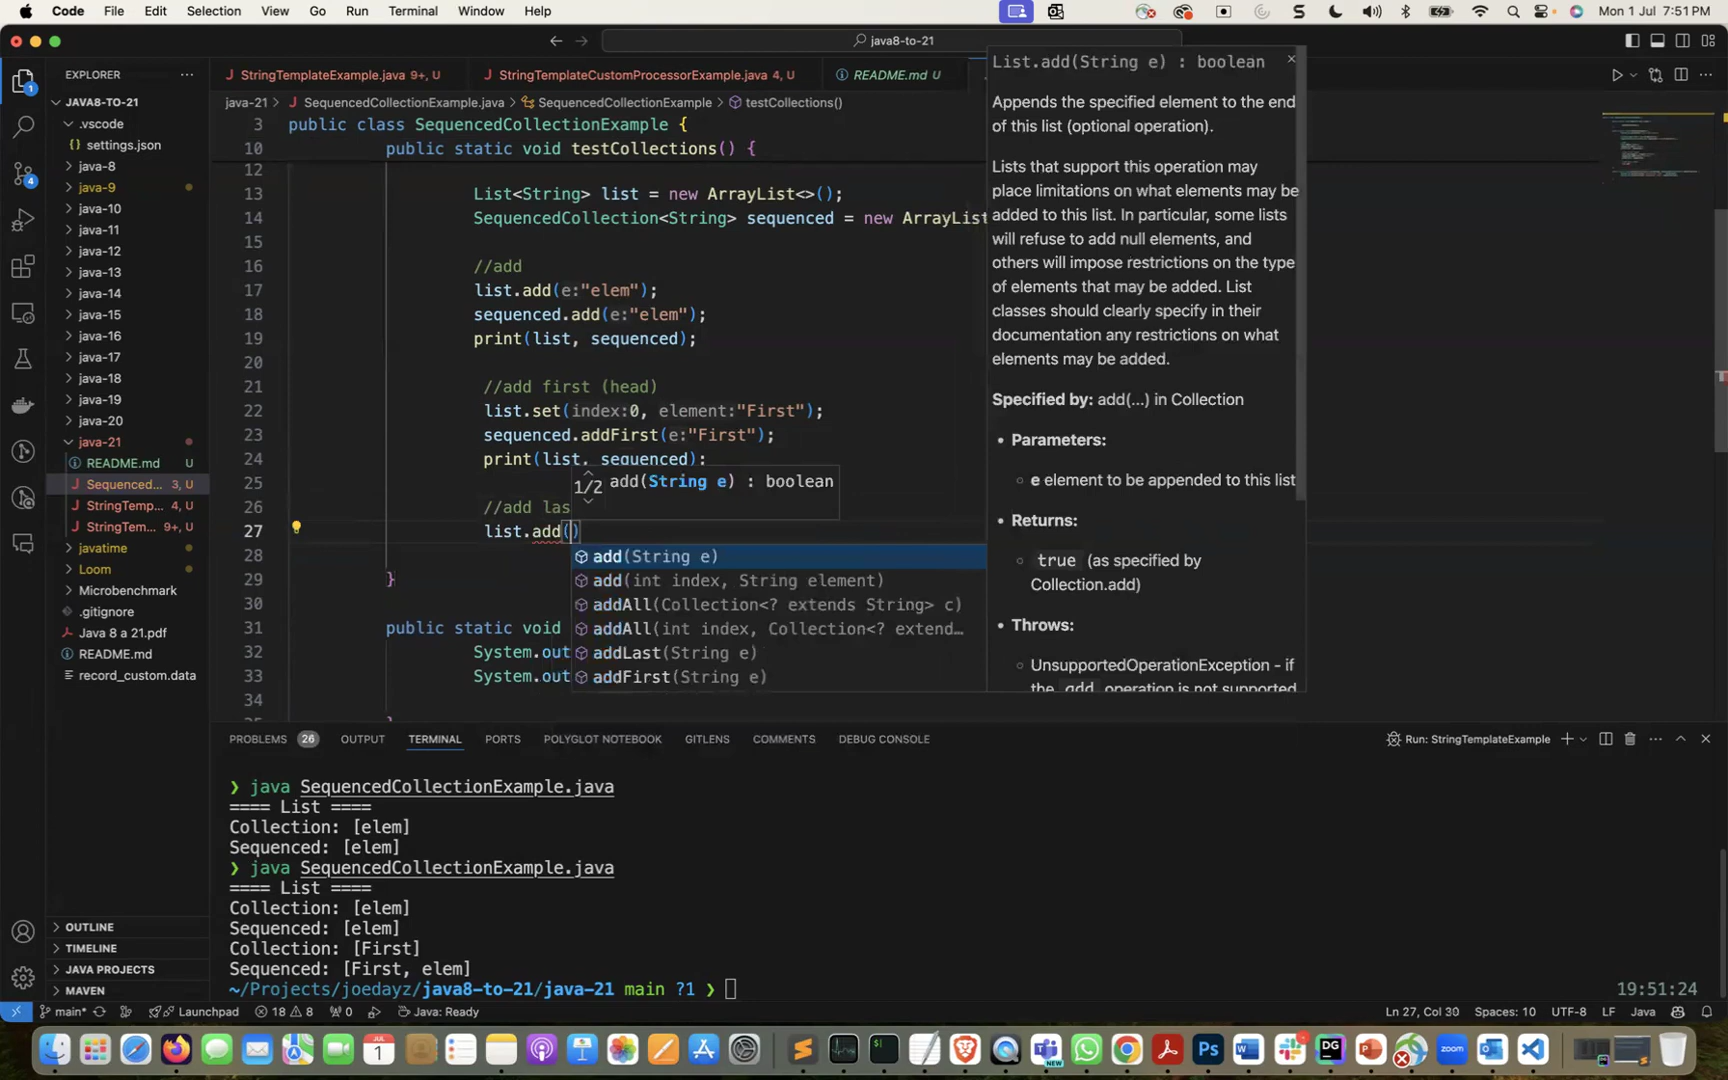 Code File Edit Selection View Go Run Terminal Window Help Mon 1 Jul 7:51 PM
java8-to-21
EXPLORER
StringTemplateExample.java 9+, U
StringTemplateCustomProcessorExample.java 4, U
README.md U
java-21 > SequencedCollectionExample.java > SequencedCollectionExample > testCollections()
JAVA8-TO-21
.vscode
settings.json
java-8
java-9
java-10
java-11
java-12
java-13
java-14
java-15
java-16
java-17
java-18
java-19
java-20
java-21
README.md U
Sequenced... 3, U
StringTemp... 4, U
StringTem... 9+, U
javatime
Loom
Microbenchmark
.gitignore
Java 8 a 21.pdf
README.md
record_custom.data
OUTLINE
TIMELINE
JAVA PROJECTS
MAVEN
3 public class SequencedCollectionExample {
10 public static void testCollections() {
12
13 List<String> list = new ArrayList<>();
14 SequencedCollection<String> sequenced = new ArrayList
15
16 //add
17 list.add(e:"elem");
18 sequenced.add(e:"elem");
19 print(list, sequenced);
20
21 //add first (head)
22 list.set(index:0, element:"First");
23 sequenced.addFirst(e:"First");
24 print(list, sequenced);
25
26 //add las
27 list.add()
28
29 }
30
31 public static void
32 System.out
33 System.out
34
1/2 add(String e) : boolean
add(String e)
add(int index, String element)
addAll(Collection<? extends String> c)
addAll(int index, Collection<? extend…
addLast(String e)
addFirst(String e)
List.add(String e) : boolean
Appends the specified element to the end
of this list (optional operation).
Lists that support this operation may
place limitations on what elements may be
added to this list. In particular, some lists
will refuse to add null elements, and
others will impose restrictions on the type
of elements that may be added. List
classes should clearly specify in their
documentation any restrictions on what
elements may be added.
Specified by: add(...) in Collection
• Parameters:
e element to be appended to this list
• Returns:
true (as specified by
Collection.add)
• Throws:
UnsupportedOperationException - if
the add operation is not supported
PROBLEMS 26 OUTPUT TERMINAL PORTS POLYGLOT NOTEBOOK GITLENS COMMENTS DEBUG CONSOLE
Run: StringTemplateExample
❯ java SequencedCollectionExample.java
==== List ====
Collection: [elem]
Sequenced: [elem]
❯ java SequencedCollectionExample.java
==== List ====
Collection: [elem]
Sequenced: [elem]
Collection: [First]
Sequenced: [First, elem]
~/Projects/joedayz/java8-to-21/java-21 main ?1 ❯ 19:51:24
main* Launchpad 18 8 0 Java: Ready Ln 27, Col 30 Spaces: 10 UTF-8 LF Java